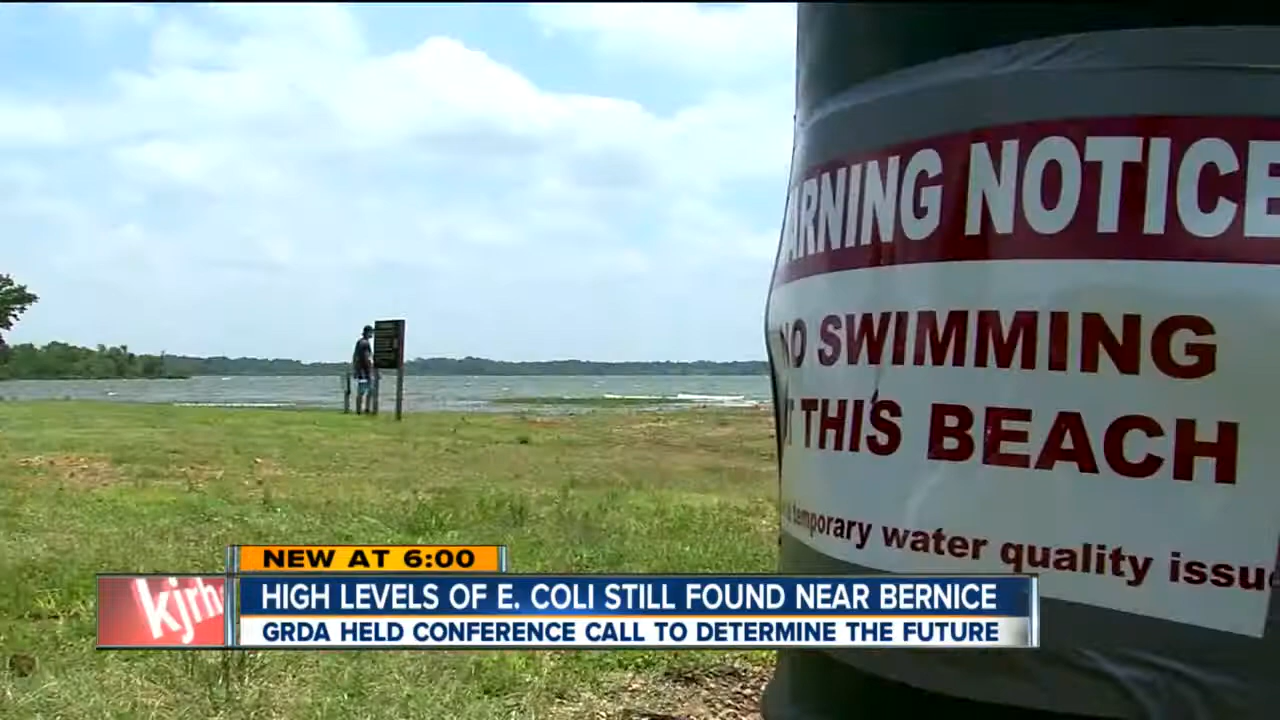 ARNING NOTICE
NO SWIMMING
AT THIS BEACH
temporary water quality issu
NEW AT 6:00
kjrh
HIGH LEVELS OF E. COLI STILL FOUND NEAR BERNICE
GRDA HELD CONFERENCE CALL TO DETERMINE THE FUTURE